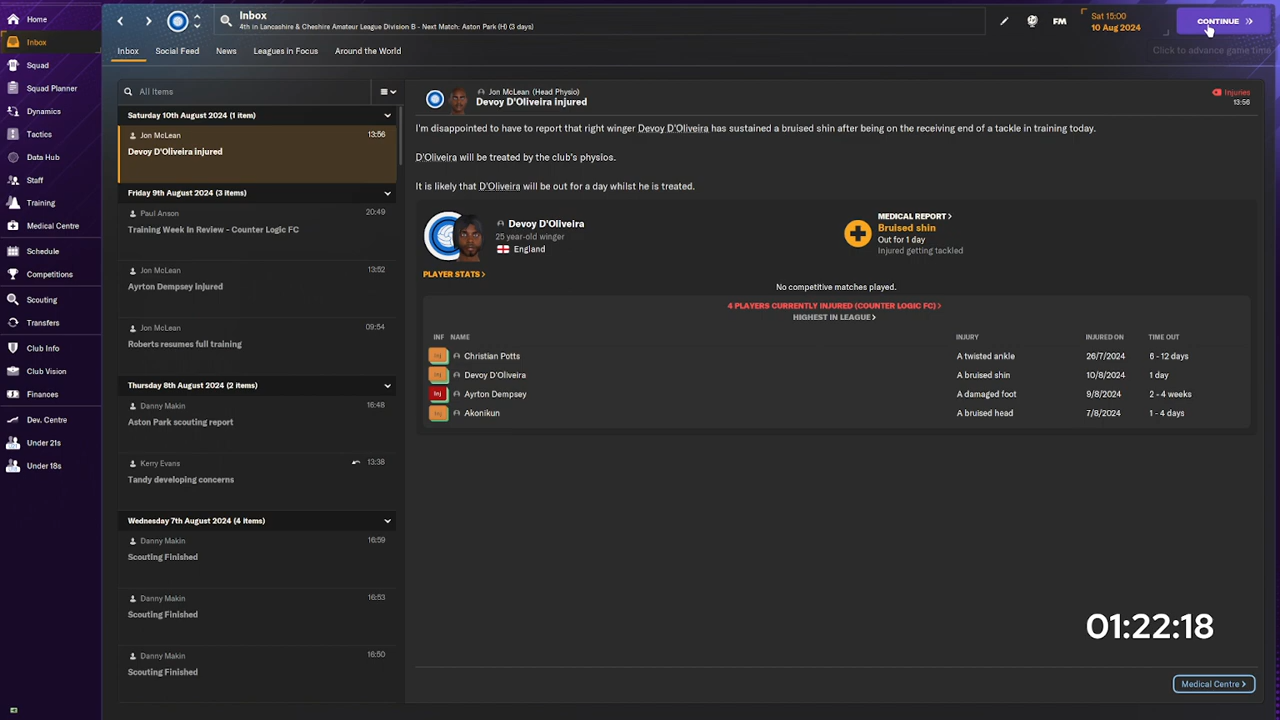 Home
Inbox
Squad
Squad Planner
Dynamics
Tactics
Data Hub
Staff
Training
Medical Centre
Schedule
Competitions
Scouting
Transfers
Club Info
Club Vision
Finances
Dev. Centre
Under 21s
Under 18s
Inbox
4th in Lancashire & Cheshire Amateur League Division B - Next Match: Aston Park (H) (3 days)
FM
Sat 15:00
10 Aug 2024
CONTINUE
Click to advance game time
Inbox
Social Feed
News
Leagues in Focus
Around the World
All Items
Saturday 10th August 2024 (1 item)
Jon McLean 13:56
Devoy D'Oliveira injured
Friday 9th August 2024 (3 items)
Paul Anson 20:49
Training Week In Review - Counter Logic FC
Jon McLean 13:52
Ayrton Dempsey injured
Jon McLean 09:54
Roberts resumes full training
Thursday 8th August 2024 (2 items)
Danny Makin 16:48
Aston Park scouting report
Kerry Evans 13:38
Tandy developing concerns
Wednesday 7th August 2024 (4 items)
Danny Makin 16:59
Scouting Finished
Danny Makin 16:53
Scouting Finished
Danny Makin 16:50
Scouting Finished
Jon McLean (Head Physio)
Devoy D'Oliveira injured
Injuries
13:56
I'm disappointed to have to report that right winger Devoy D'Oliveira has sustained a bruised shin after being on the receiving end of a tackle in training today.
D'Oliveira will be treated by the club's physios.
It is likely that D'Oliveira will be out for a day whilst he is treated.
Devoy D'Oliveira
25 year-old winger
England
PLAYER STATS
MEDICAL REPORT
Bruised shin
Out for 1 day
Injured getting tackled
No competitive matches played.
4 PLAYERS CURRENTLY INJURED (COUNTER LOGIC FC)
HIGHEST IN LEAGUE
INF NAME INJURY INJURED ON TIME OUT
Inj Christian Potts A twisted ankle 26/7/2024 6 - 12 days
Inj Devoy D'Oliveira A bruised shin 10/8/2024 1 day
Inj Ayrton Dempsey A damaged foot 9/8/2024 2 - 4 weeks
Inj Akonikun A bruised head 7/8/2024 1 - 4 days
01:22:18
Medical Centre